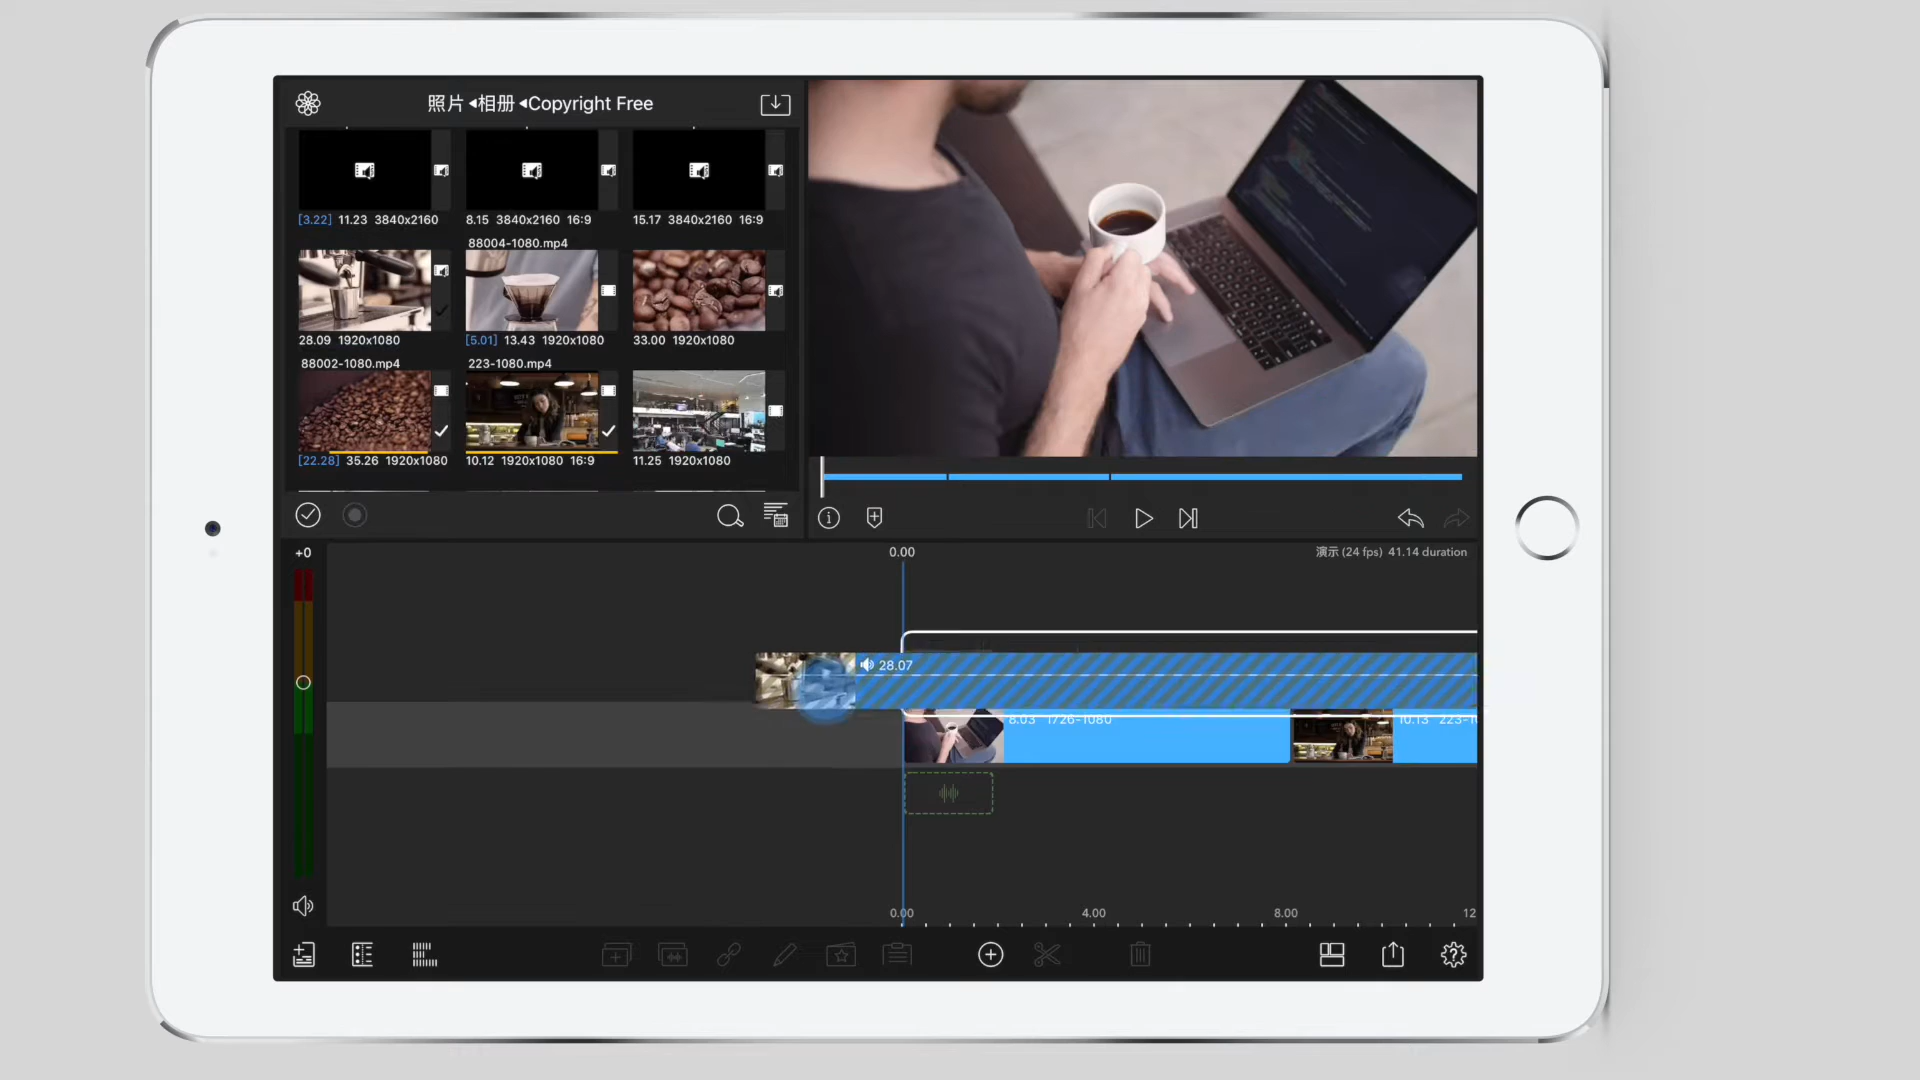 照片◂相册◂Copyright Free
[3.22] 11.23 3840x2160
8.15 3840x2160 16:9
15.17 3840x2160 16:9
88004-1080.mp4
28.09 1920x1080
[5.01] 13.43 1920x1080
33.00 1920x1080
88002-1080.mp4
223-1080.mp4
[22.28] 35.26 1920x1080
10.12 1920x1080 16:9
11.25 1920x1080
+0
0.00
演示 (24 fps) 41.14 duration
28.07
8.03 1726-1080
10.13 223-1
0.00
4.00
8.00
12